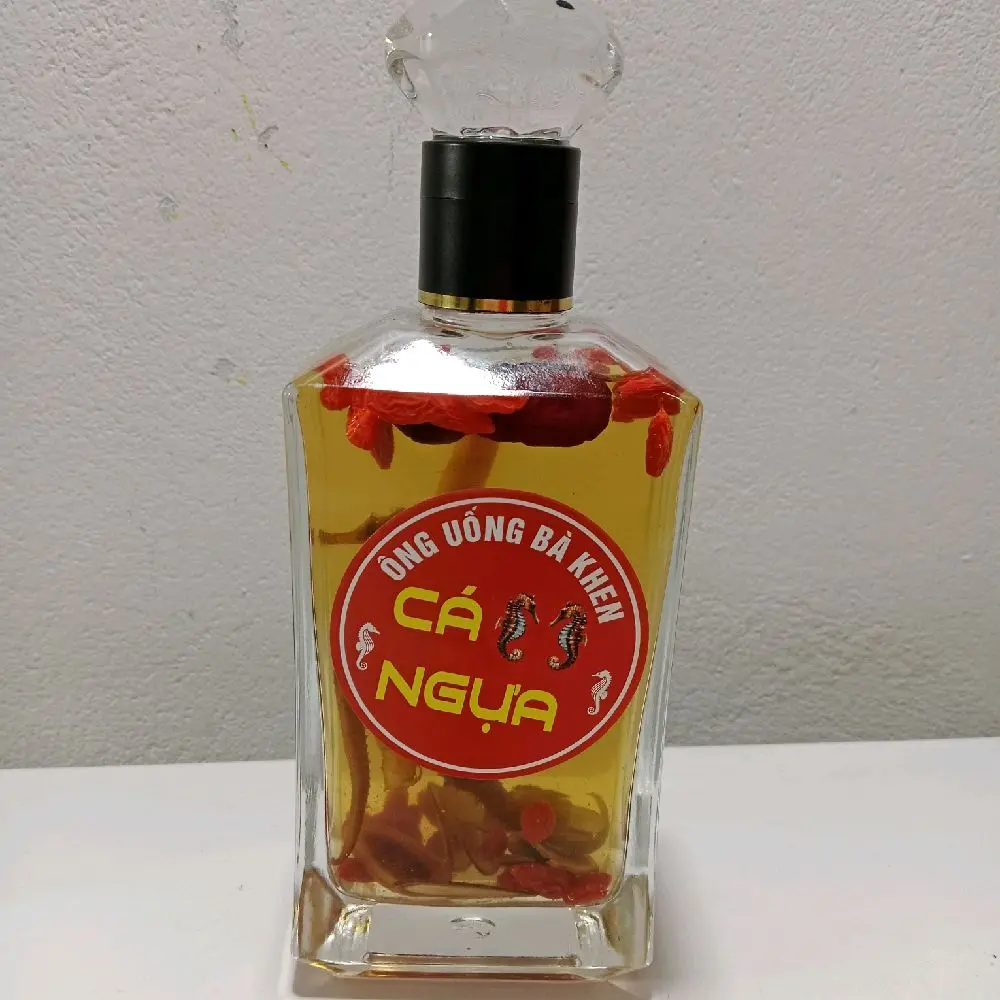 ÔNG UỐNG BÀ KHEN
CÁ
NGỰA